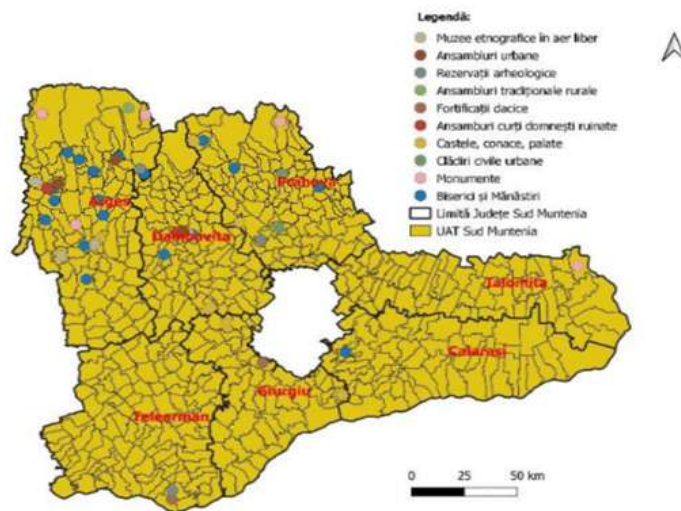 Legendă:
Muzee etnografice în aer liber
Ansambluri urbane
Rezervații arheologice
Ansambluri tradiționale rurale
Fortificații dacice
Ansamburi curți domnești ruinate
Castele, conace, palate
Clădiri civile urbane
Monumente
Biserici și Mănăstiri
Limită Județe Sud Muntenia
UAT Sud Muntenia
Prahova
Argeș
Dâmbovița
Ialomița
Călărași
Giurgiu
Teleorman
0 25 50 km